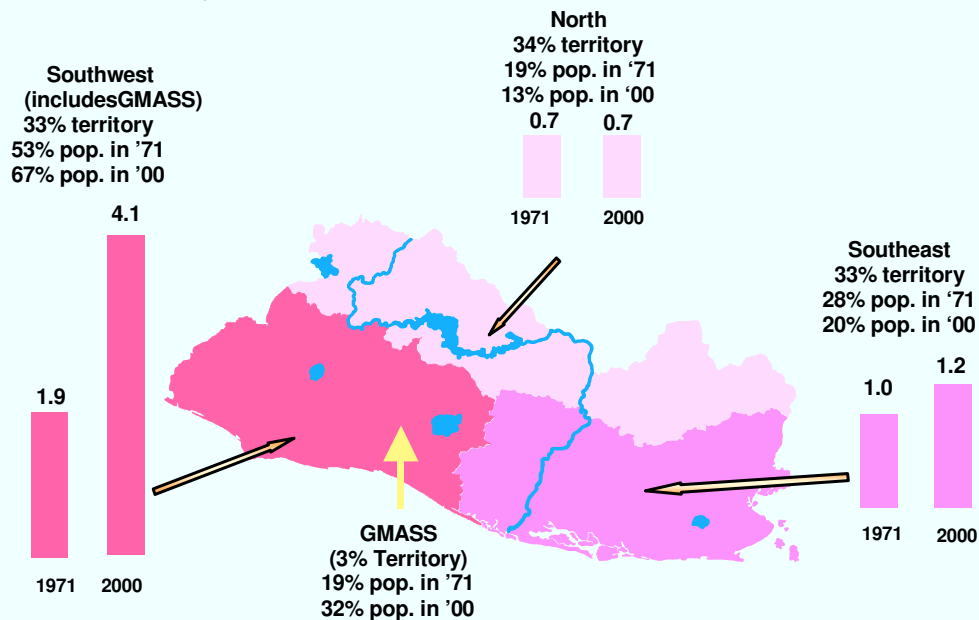 North
34% territory
19% pop. in ‘71
13% pop. in ‘00
0.7 0.7
1971 2000
Southwest
(includesGMASS)
33% territory
53% pop. in ’71
67% pop. in ’00
4.1
1.9
1971 2000
Southeast
33% territory
28% pop. in ‘71
20% pop. in ‘00
1.2
1.0
1971 2000
GMASS
(3% Territory)
19% pop. in ’71
32% pop. in ’00